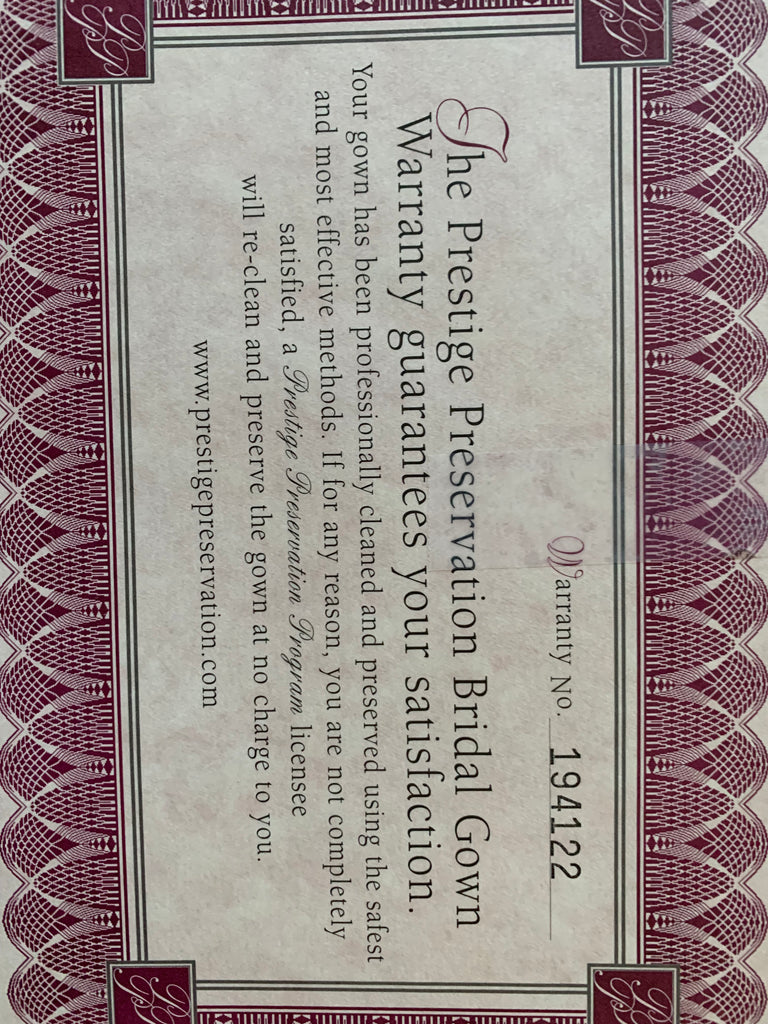 Warranty No. 194122
The Prestige Preservation Bridal Gown
Warranty guarantees your satisfaction.
Your gown has been professionally cleaned and preserved using the safest
and most effective methods. If for any reason, you are not completely
satisfied, a Prestige Preservation Program licensee
will re-clean and preserve the gown at no charge to you.
www.prestigepreservation.com